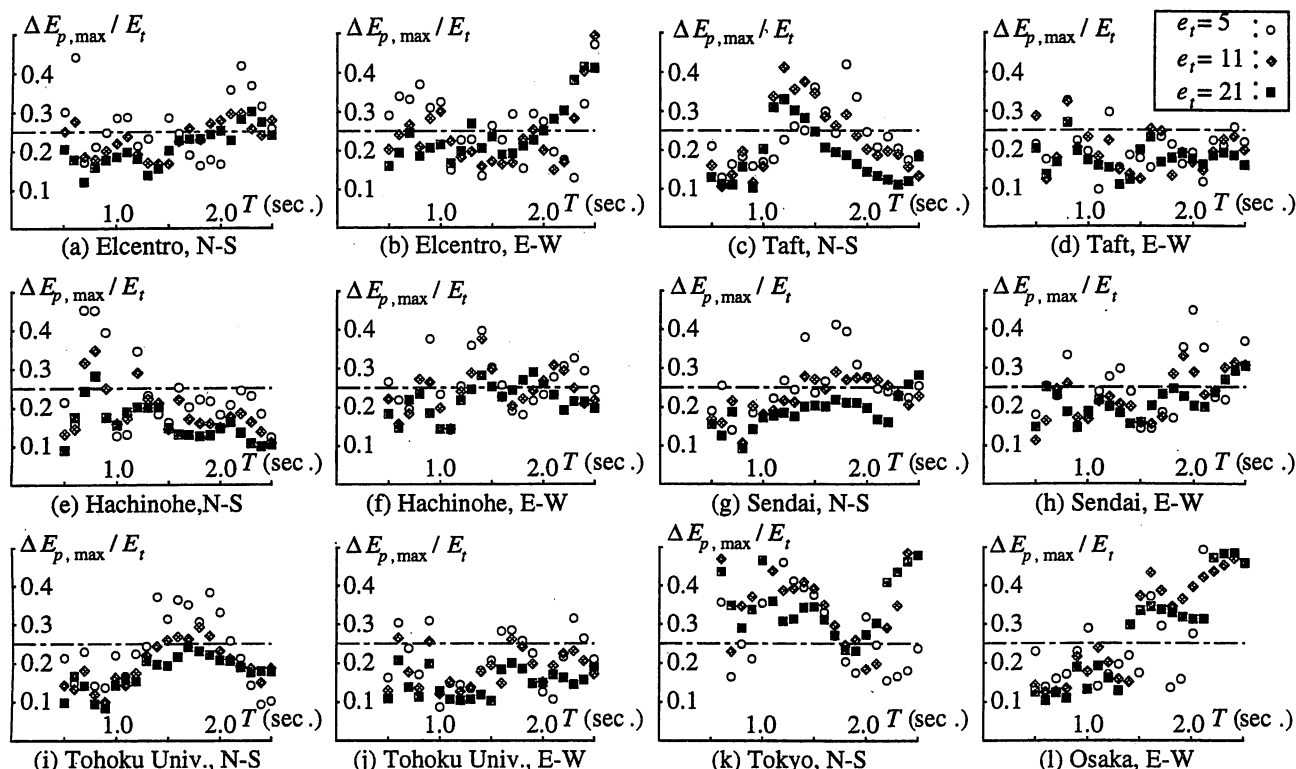 ΔE_p,max / E_t ΔE_p,max / E_t ΔE_p,max / E_t ΔE_p,max / E_t
e_t = 5 : ○
e_t = 11 : ◈
e_t = 21 : ■
0.4 0.4 0.4 0.4
0.3 0.3 0.3 0.3
0.2 0.2 0.2 0.2
0.1 0.1 0.1 0.1
1.0 2.0 T (sec.) 1.0 2.0 T (sec.) 1.0 2.0 T (sec.) 1.0 2.0 T (sec.)
(a) Elcentro, N-S (b) Elcentro, E-W (c) Taft, N-S (d) Taft, E-W
ΔE_p,max / E_t ΔE_p,max / E_t ΔE_p,max / E_t ΔE_p,max / E_t
0.4 0.4 0.4 0.4
0.3 0.3 0.3 0.3
0.2 0.2 0.2 0.2
0.1 0.1 0.1 0.1
1.0 2.0 T (sec.) 1.0 2.0 T (sec.) 1.0 2.0 T (sec.) 1.0 2.0 T (sec.)
(e) Hachinohe,N-S (f) Hachinohe, E-W (g) Sendai, N-S (h) Sendai, E-W
ΔE_p,max / E_t ΔE_p,max / E_t ΔE_p,max / E_t ΔE_p,max / E_t
0.4 0.4 0.4 0.4
0.3 0.3 0.3 0.3
0.2 0.2 0.2 0.2
0.1 0.1 0.1 0.1
1.0 2.0 T (sec.) 1.0 2.0 T (sec.) 1.0 2.0 T (sec.) 1.0 2.0 T (sec.)
(i) Tohoku Univ., N-S (j) Tohoku Univ., E-W (k) Tokyo, N-S (l) Osaka, E-W